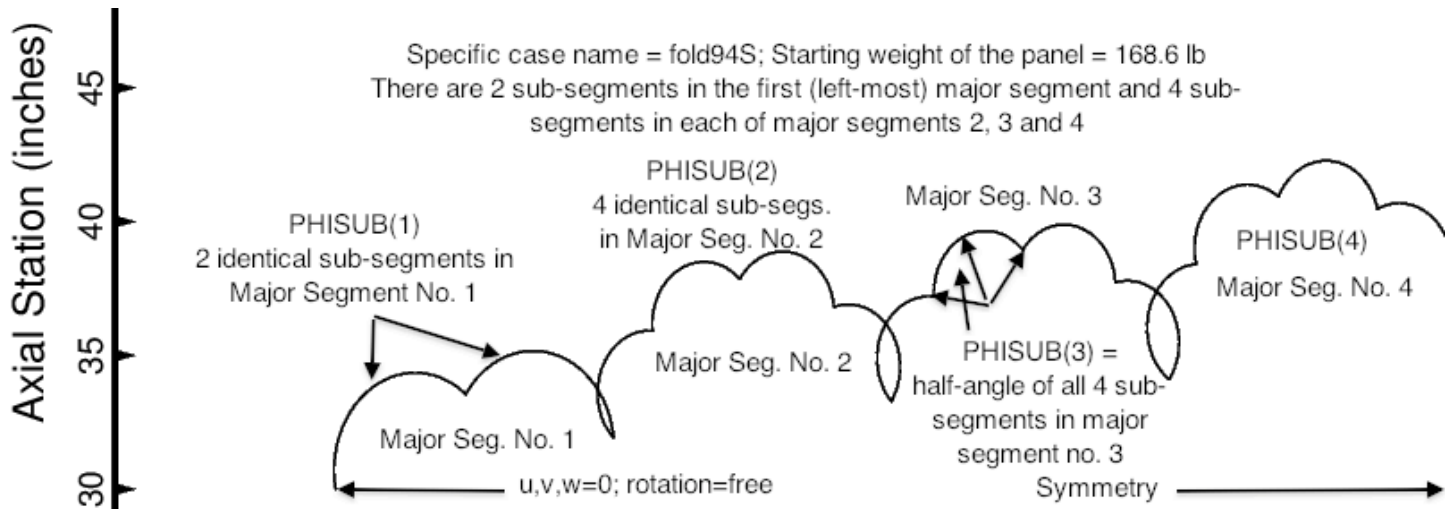 Axial Station (inches)
45
40
35
30
Specific case name = fold94S; Starting weight of the panel = 168.6 lb
There are 2 sub-segments in the first (left-most) major segment and 4 sub-
segments in each of major segments 2, 3 and 4
PHISUB(1)
2 identical sub-segments in
Major Segment No. 1
PHISUB(2)
4 identical sub-segs.
in Major Seg. No. 2
Major Seg. No. 3
PHISUB(4)
Major Seg. No. 4
Major Seg. No. 2
PHISUB(3) =
half-angle of all 4 sub-
segments in major
segment no. 3
Major Seg. No. 1
u,v,w=0; rotation=free
Symmetry